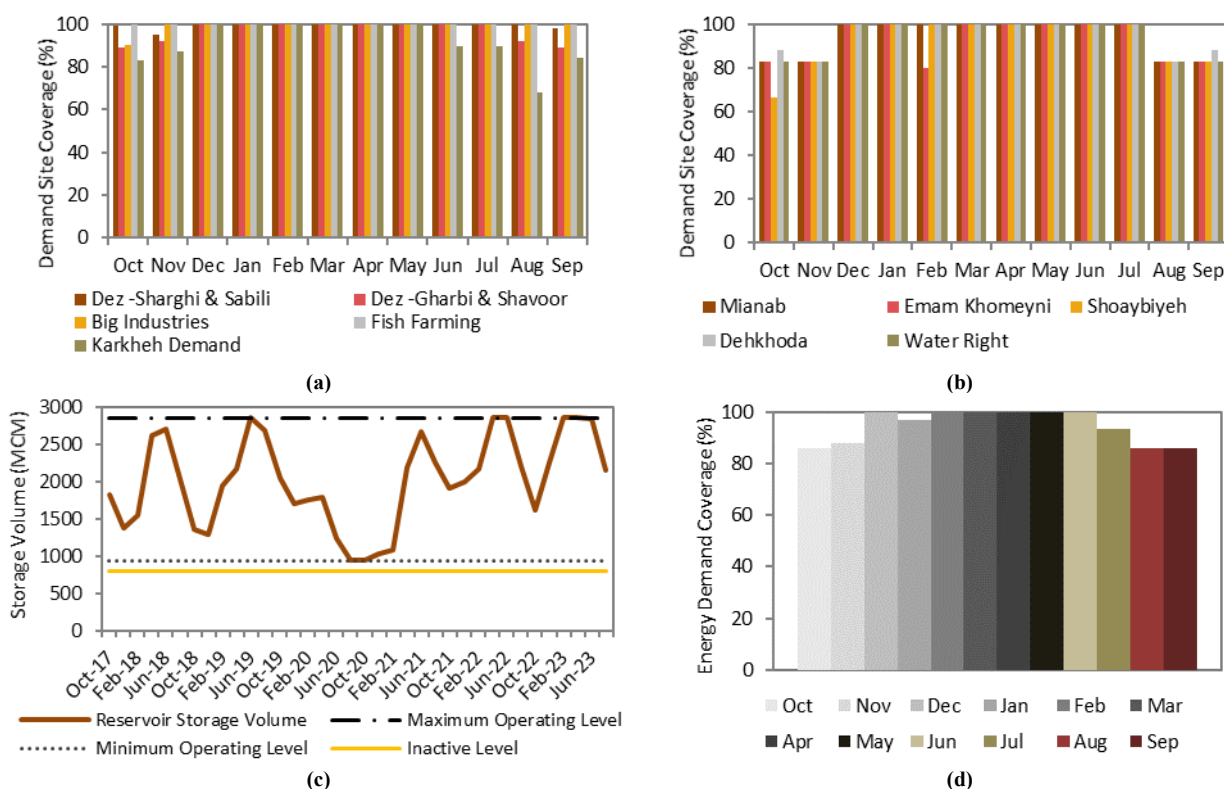 Demand Site Coverage (%)
100
80
60
40
20
0
Oct Nov Dec Jan Feb Mar Apr May Jun Jul Aug Sep
Dez -Sharghi & Sabili
Dez -Gharbi & Shavoor
Big Industries
Fish Farming
Karkheh Demand
(a)
Demand Site Coverage (%)
100
80
60
40
20
0
Oct Nov Dec Jan Feb Mar Apr May Jun Jul Aug Sep
Mianab
Emam Khomeyni
Shoaybiyeh
Dehkhoda
Water Right
(b)
Storage Volume (MCM)
3000
2500
2000
1500
1000
500
0
Oct-17
Feb-18
Jun-18
Oct-18
Feb-19
Jun-19
Oct-19
Feb-20
Jun-20
Oct-20
Feb-21
Jun-21
Oct-21
Feb-22
Jun-22
Oct-22
Feb-23
Jun-23
Reservoir Storage Volume
Maximum Operating Level
Minimum Operating Level
Inactive Level
(c)
Energy Demand Coverage (%)
100
80
60
40
20
0
Oct Nov Dec Jan Feb Mar
Apr May Jun Jul Aug Sep
(d)